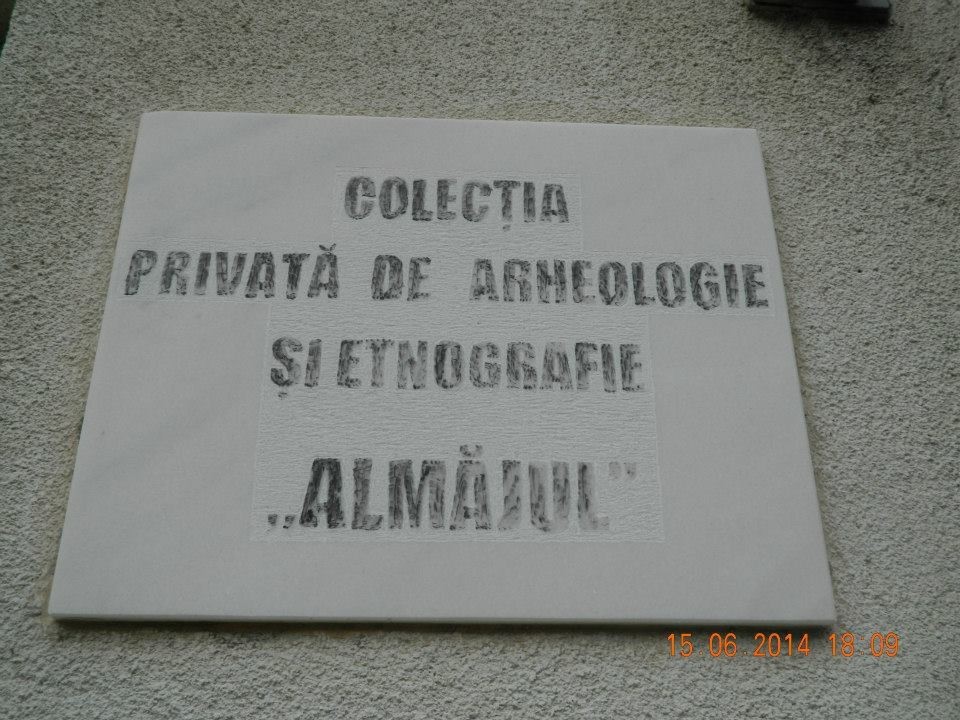 COLECȚIA
PRIVATĂ DE ARHEOLOGIE
ȘI ETNOGRAFIE
„ALMĂJUL”
15.06.2014 18:09